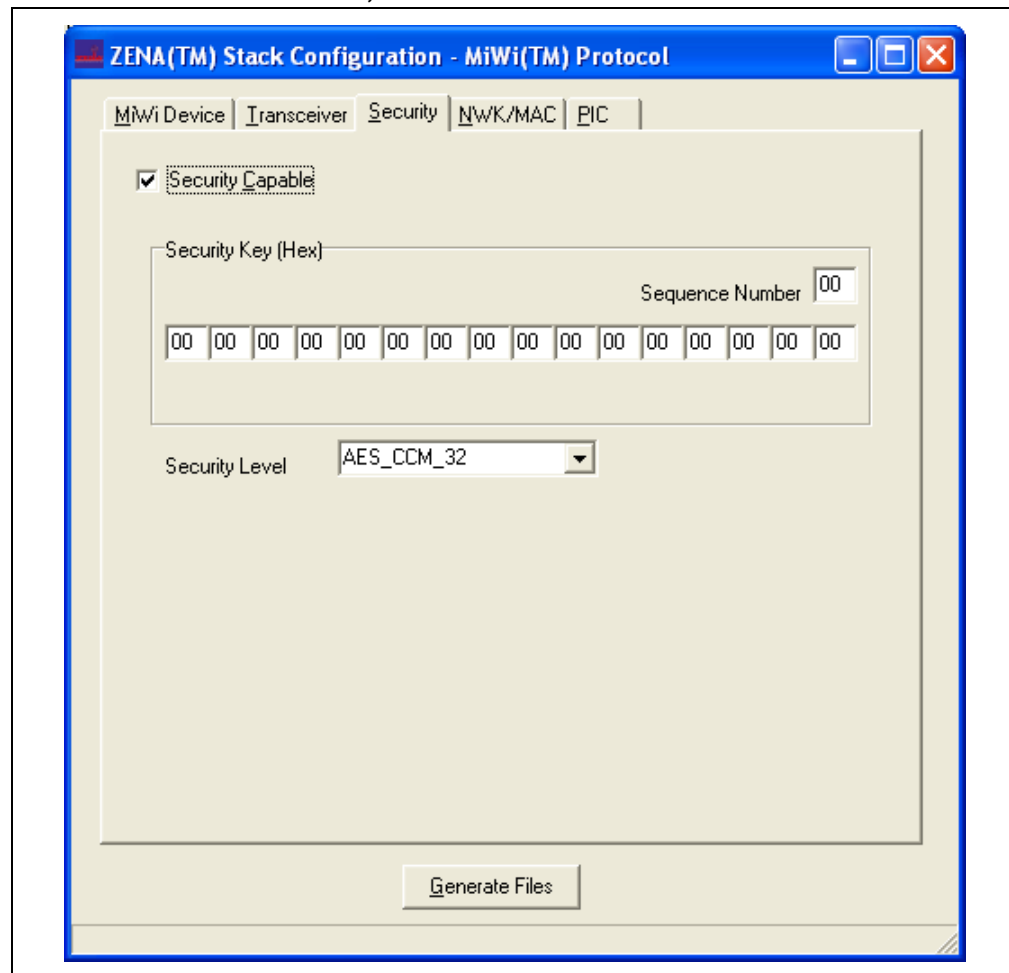 ZENA(TM) Stack Configuration - MiWi(TM) Protocol
MiWi Device Transceiver Security NWK/MAC PIC
Security Capable
Security Key (Hex)
Sequence Number 00
00 00 00 00 00 00 00 00 00 00 00 00 00 00 00 00
Security Level AES_CCM_32
Generate Files